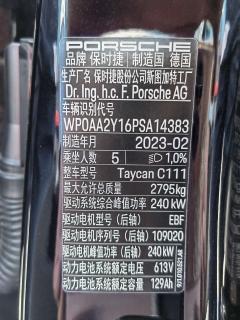 PORSCHE
品牌 保时捷 制造国 德国
生产厂名 保时捷股份公司斯图加特工厂
Dr. Ing. h.c. F. Porsche AG
车辆识别代号
WP0AA2Y16PSA14383
制造年月 2023-02
乘坐人数 5 1,0%
整车型号 Taycan C111
最大允许总质量 2795kg
驱动系统综合峰值功率 240 kW
驱动电机型号(后轴) EBF
驱动电机序列号(后轴) 109020
驱动电机峰值功率(后轴) 240 kW
动力电池系统额定电压 613V
动力电池系统额定容量 129Ah